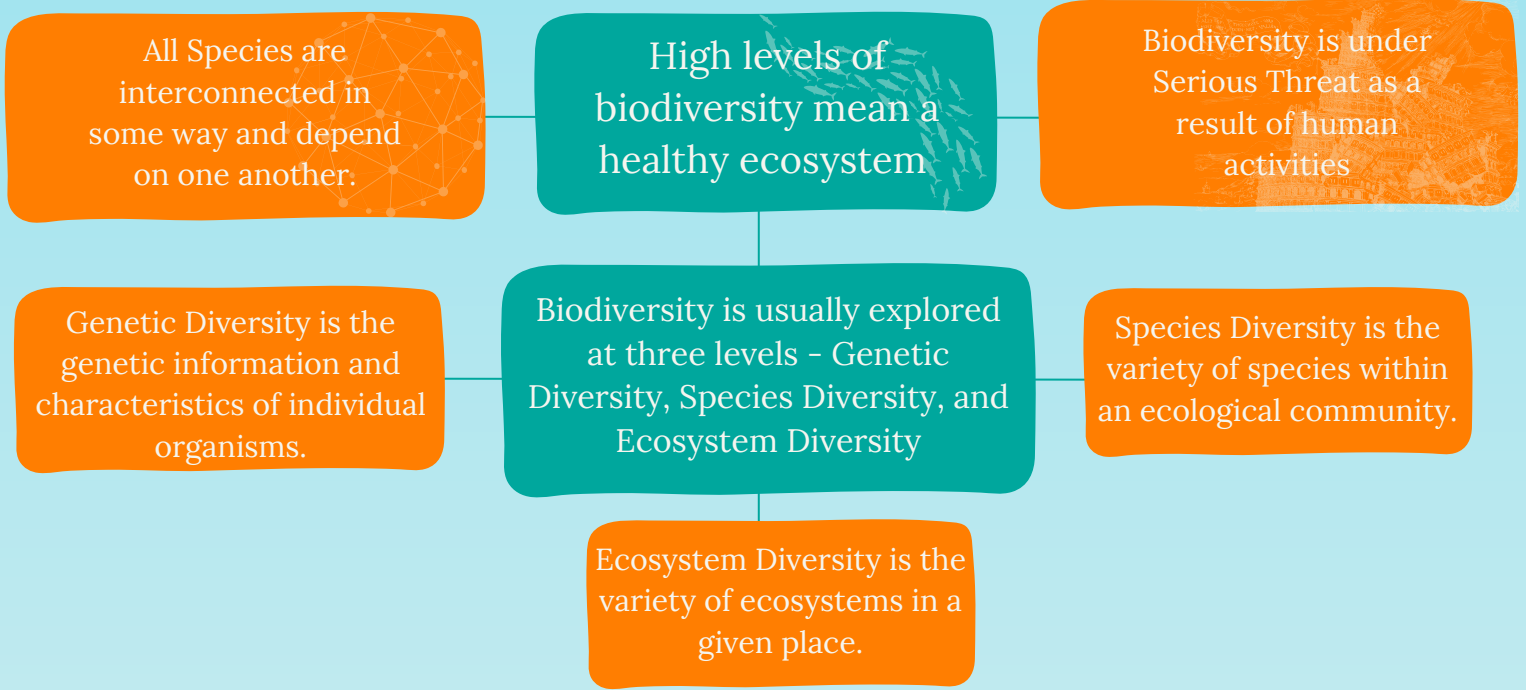 All Species are
interconnected in
some way and depend
on one another.
High levels of
biodiversity mean a
healthy ecosystem
Biodiversity is under
Serious Threat as a
result of human
activities
Genetic Diversity is the
genetic information and
characteristics of individual
organisms.
Biodiversity is usually explored
at three levels - Genetic
Diversity, Species Diversity, and
Ecosystem Diversity
Species Diversity is the
variety of species within
an ecological community.
Ecosystem Diversity is the
variety of ecosystems in a
given place.